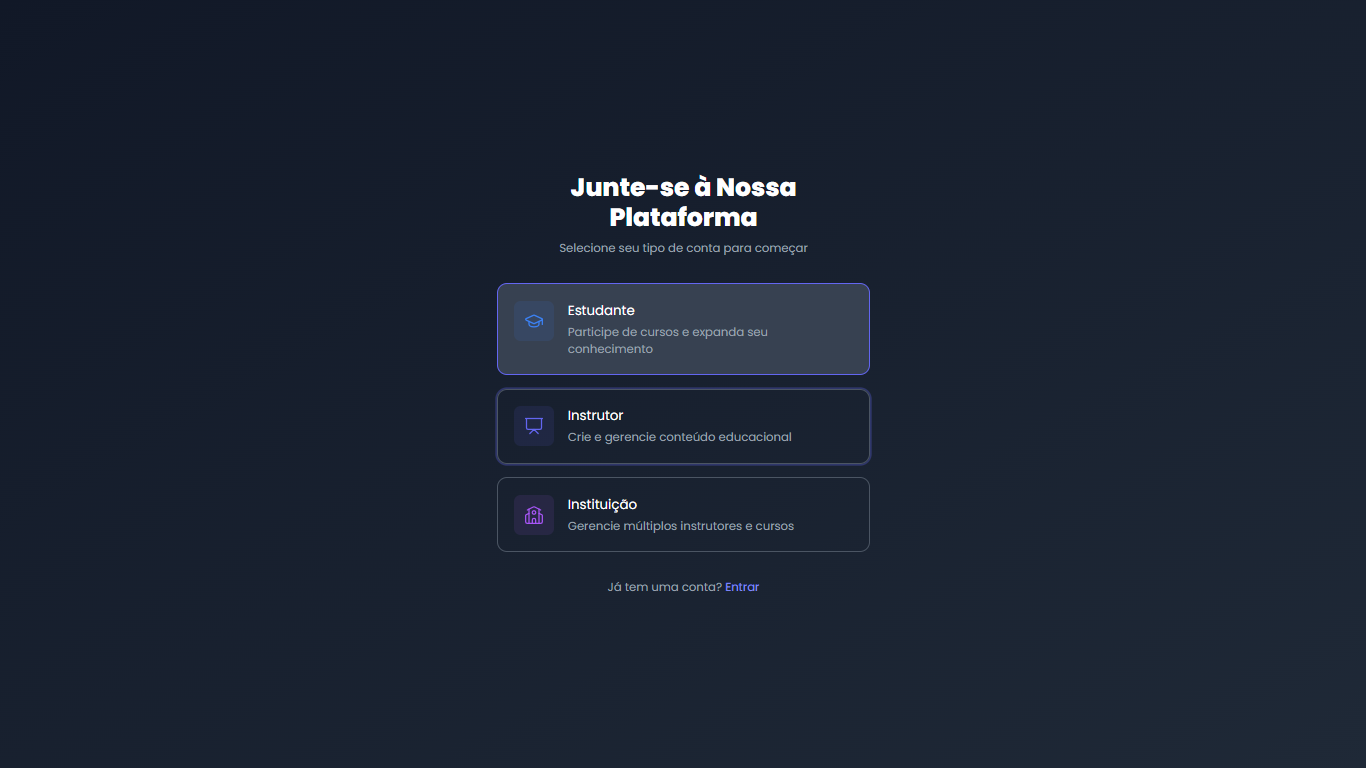 Junte-se à Nossa
Plataforma
Selecione seu tipo de conta para começar
Estudante
Participe de cursos e expanda seu
conhecimento
Instrutor
Crie e gerencie conteúdo educacional
Instituição
Gerencie múltiplos instrutores e cursos
Já tem uma conta? Entrar